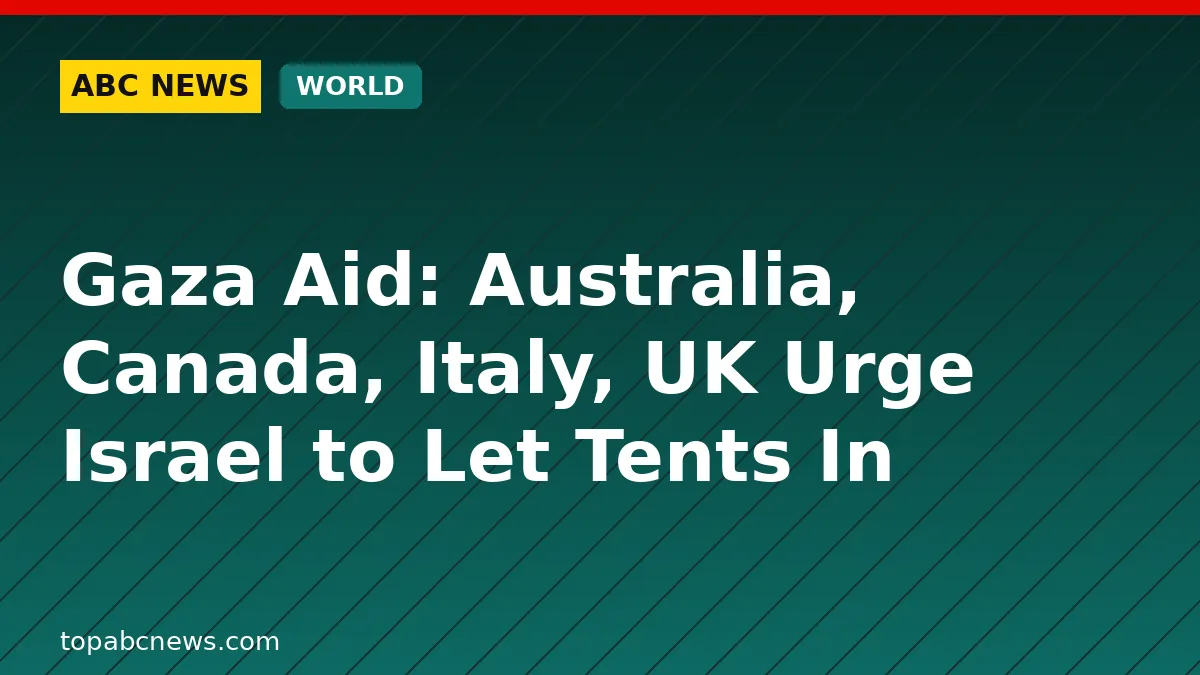 ABC NEWS
WORLD
Gaza Aid: Australia,
Canada, Italy, UK Urge
Israel to Let Tents In
topabcnews.com